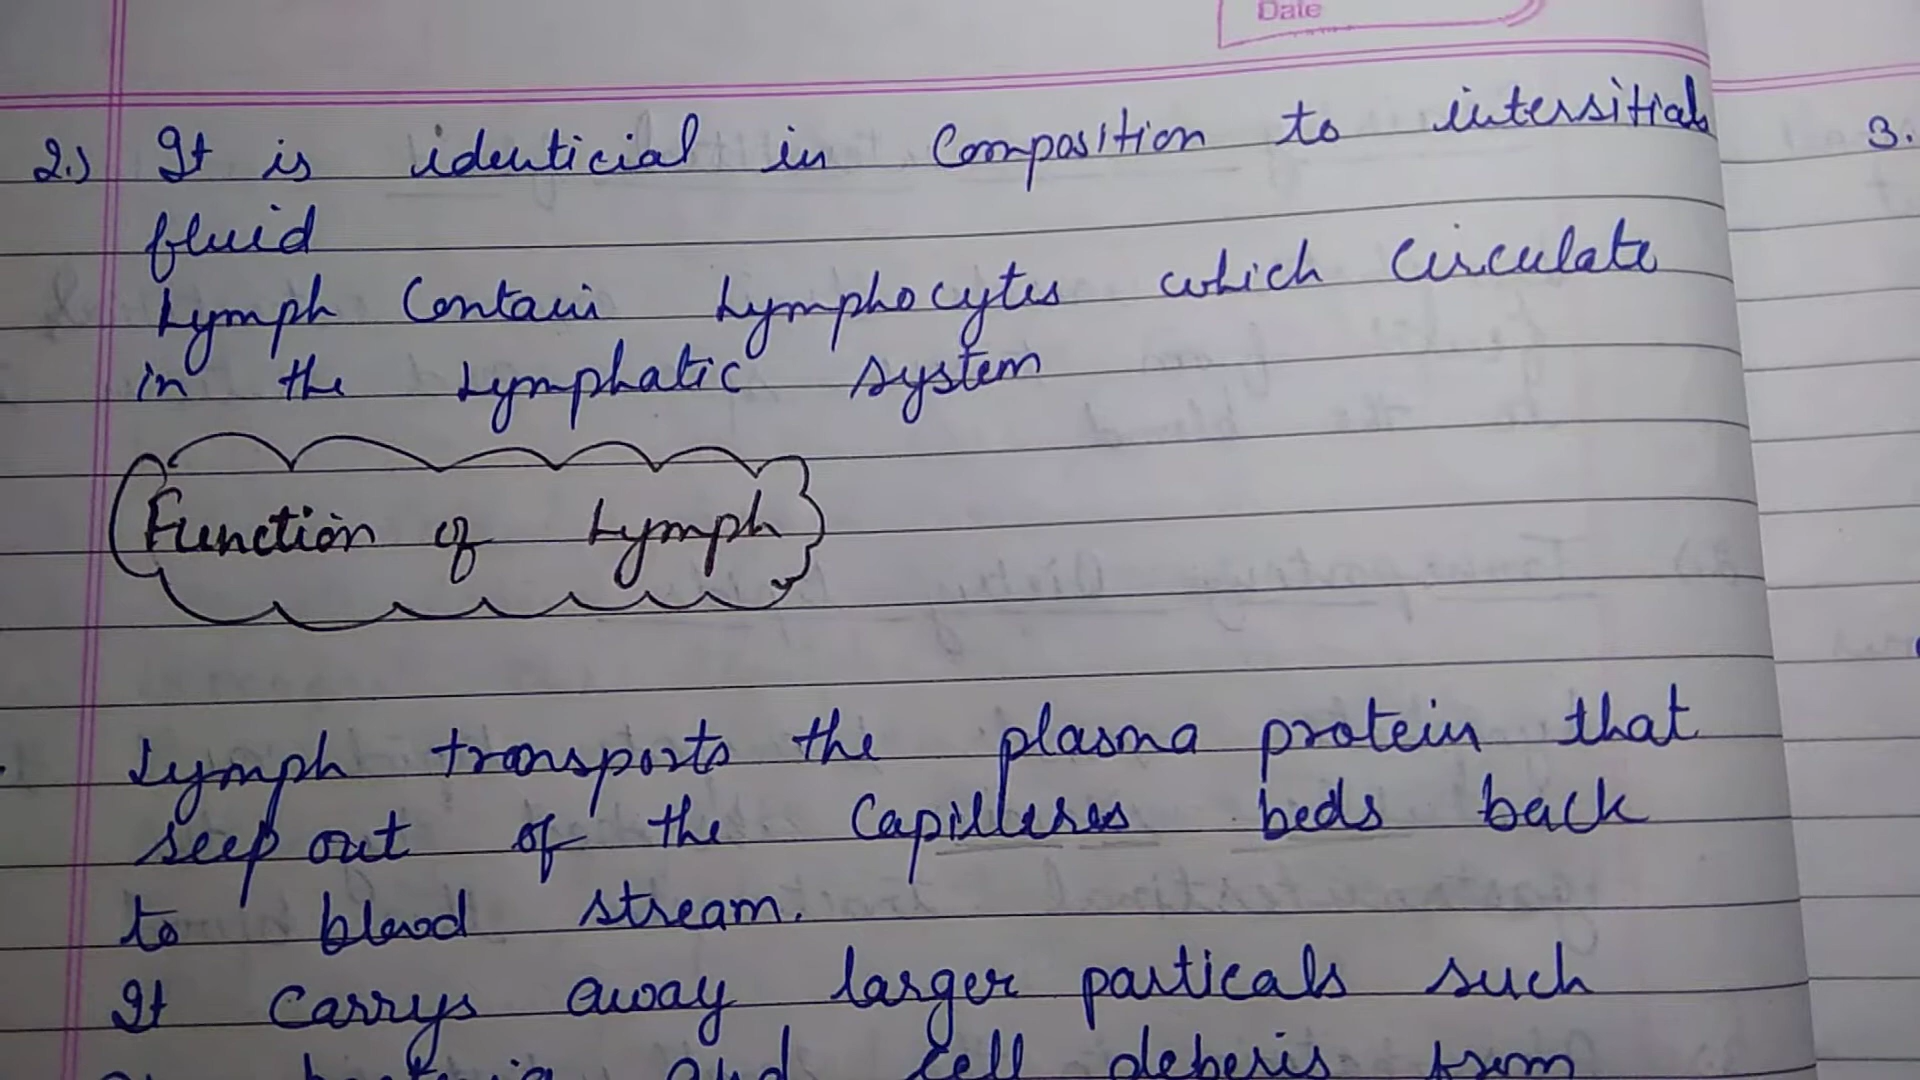 Date
2.) It is identicial in Composition to intersitial
fluid
Lymph Contain Lymphocytes which Circulate
in the Lymphatic system
Function of Lymph
Lymph transports the plasma protein that
seep out of the Capilleres beds back
to blood stream.
It carrys away larger particals such
and cell deberis from
3.